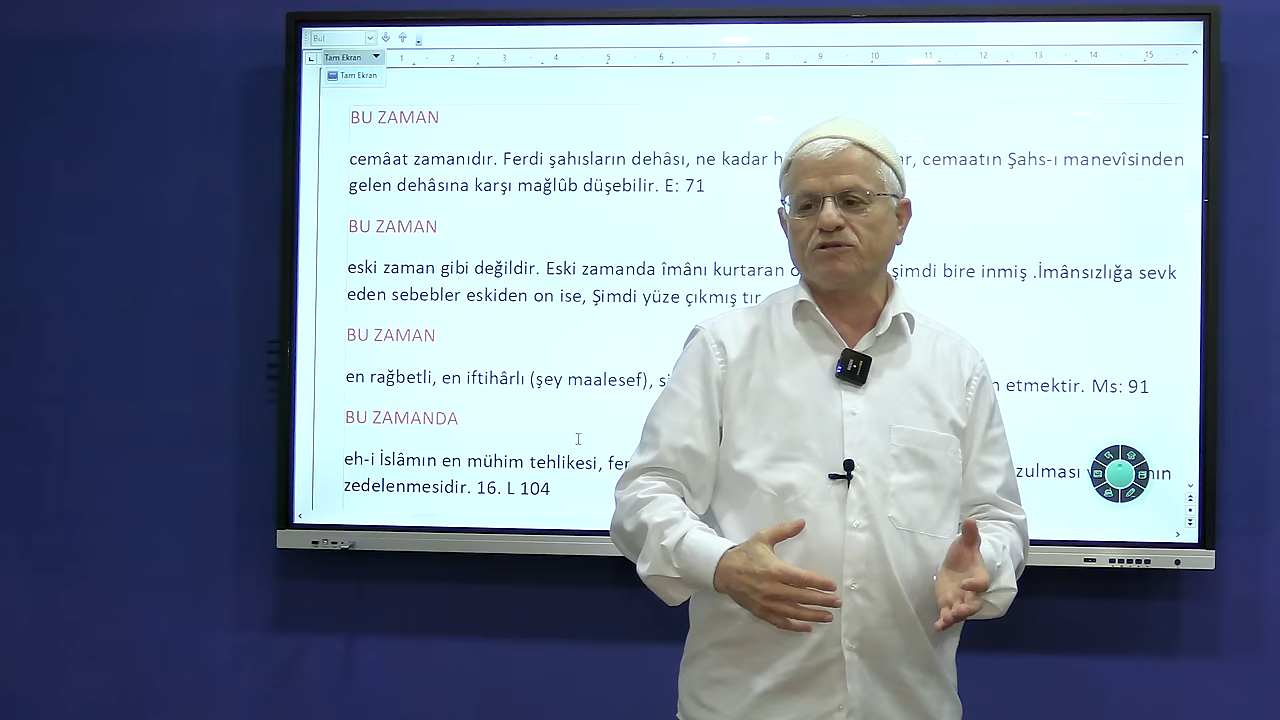 Bul
Tam Ekran
Tam Ekran
1 2 3 4 5 6 7 8 9 10 11 12 13 14 15
BU ZAMAN
cemâat zamanıdır. Ferdi şahısların dehâsı, ne kadar cemaatın Şahs-ı manevîsinden
gelen dehâsına karşı mağlûb düşebilir. E: 71
BU ZAMAN
eski zaman gibi değildir. Eski zamanda îmânı kurtaran şimdi bire inmiş .İmânsızlığa sevk
eden sebebler eskiden on ise, Şimdi yüze çıkmış tır
BU ZAMAN
en rağbetli, en iftihârlı (şey maalesef), etmektir. Ms: 91
BU ZAMANDA
eh-i İslâmın en mühim tehlikesi,
zedelenmesidir. 16. L 104